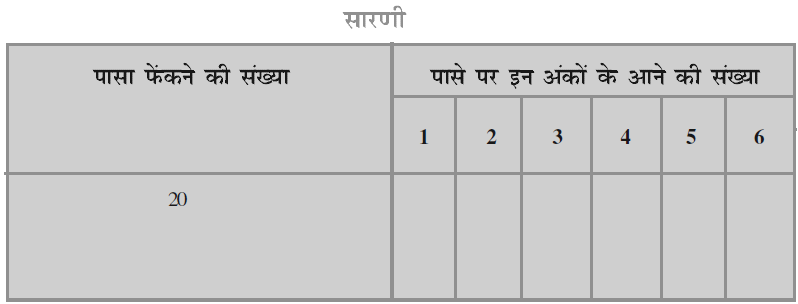 सारणी
पासा फेंकने की संख्या
पासे पर इन अंकों के आने की संख्या
1 2 3 4 5 6
20